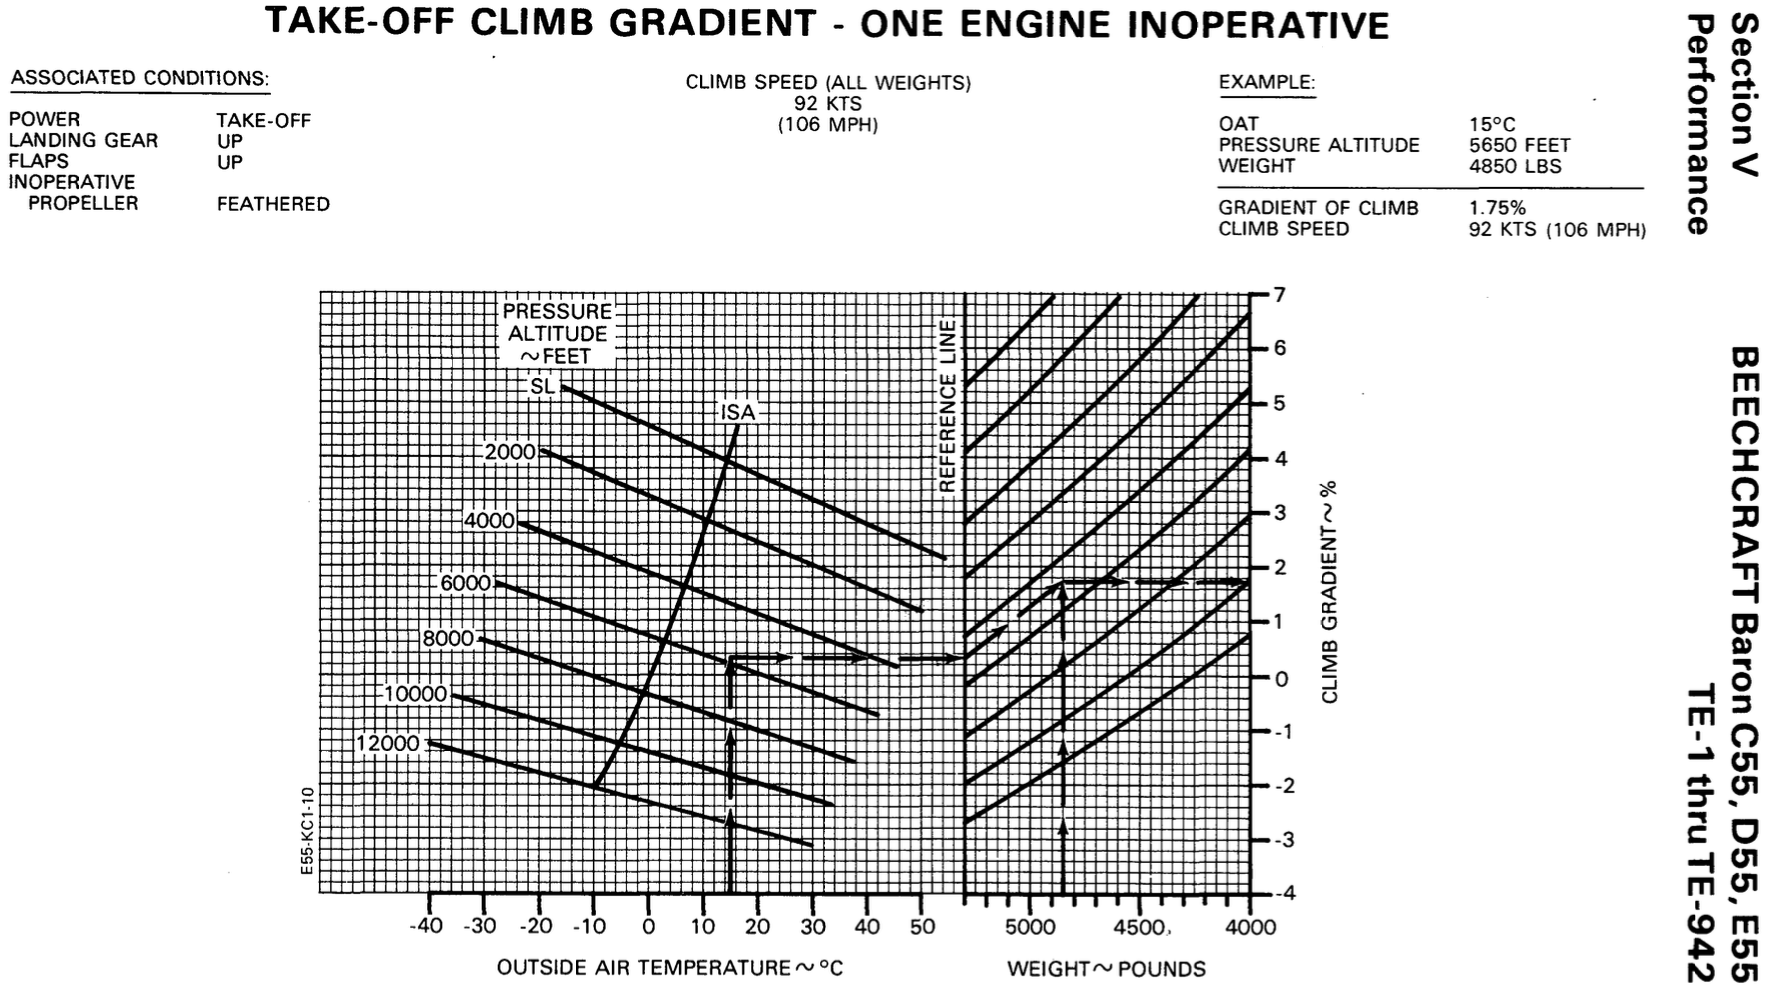 TAKE-OFF CLIMB GRADIENT - ONE ENGINE INOPERATIVE
ASSOCIATED CONDITIONS:
POWER TAKE-OFF
LANDING GEAR UP
FLAPS UP
INOPERATIVE
PROPELLER FEATHERED
CLIMB SPEED (ALL WEIGHTS)
92 KTS
(106 MPH)
EXAMPLE:
OAT 15°C
PRESSURE ALTITUDE 5650 FEET
WEIGHT 4850 LBS
GRADIENT OF CLIMB 1.75%
CLIMB SPEED 92 KTS (106 MPH)
PRESSURE
ALTITUDE
~FEET
SL
2000
4000
6000
8000
10000
12000
ISA
REFERENCE LINE
7
6
5
4
3
2
1
0
-1
-2
-3
-4
CLIMB GRADIENT~%
E55-KC1-10
-40 -30 -20 -10 0 10 20 30 40 50
5000 4500 4000
OUTSIDE AIR TEMPERATURE~°C
WEIGHT~POUNDS
Section V
Performance
BEECHCRAFT Baron C55, D55, E55
TE-1 thru TE-942